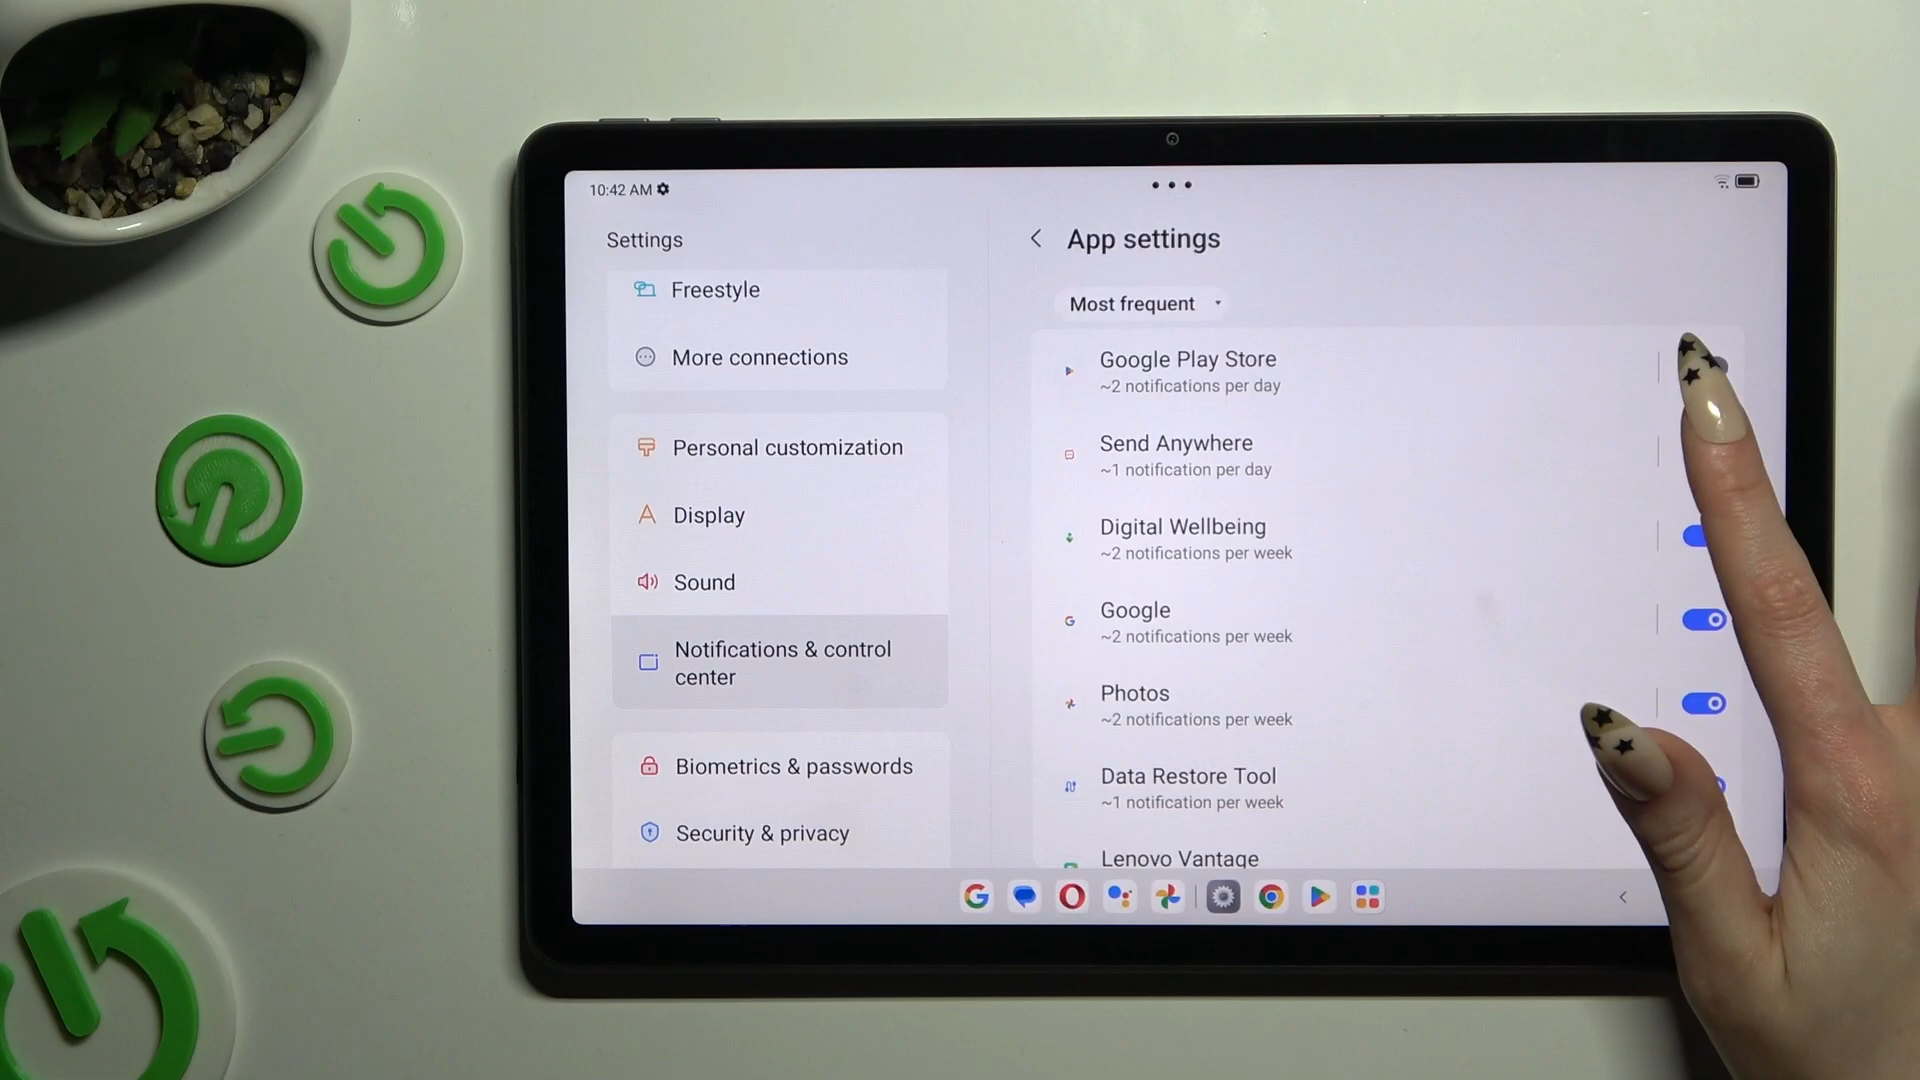 10:42 AM
Settings
Freestyle
More connections
Personal customization
Display
Sound
Notifications & control
center
Biometrics & passwords
Security & privacy
App settings
Most frequent
Google Play Store
~2 notifications per day
Send Anywhere
~1 notification per day
Digital Wellbeing
~2 notifications per week
Google
~2 notifications per week
Photos
~2 notifications per week
Data Restore Tool
~1 notification per week
Lenovo Vantage